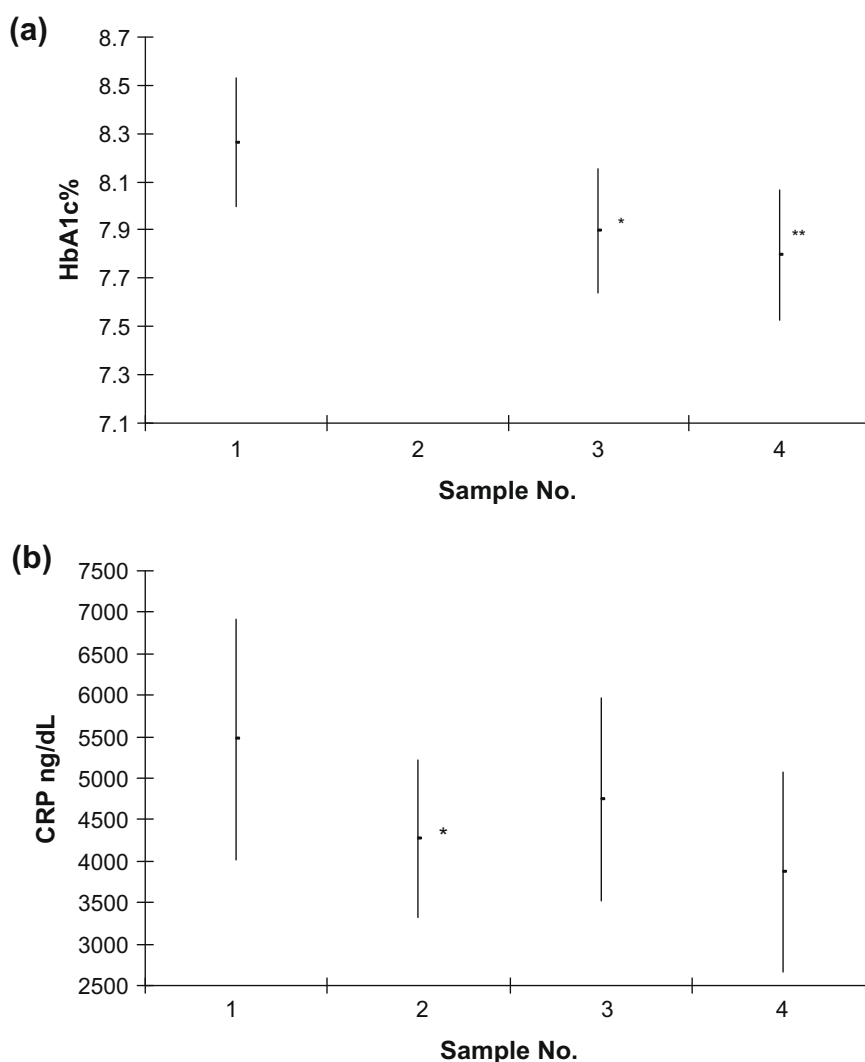 (a)
8.7
8.5
8.3
8.1
7.9
7.7
7.5
7.3
7.1
HbA1c%
*
**
1 2 3 4
Sample No.
(b)
7500
7000
6500
6000
5500
5000
4500
4000
3500
3000
2500
CRP ng/dL
*
1 2 3 4
Sample No.